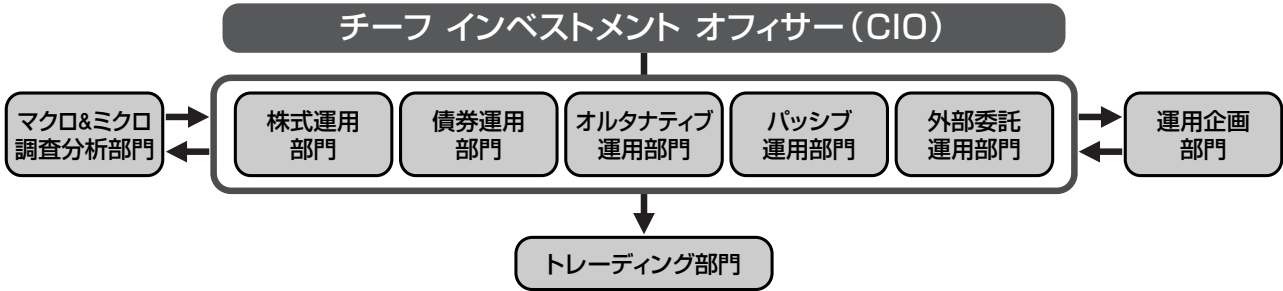 チーフ インベストメント オフィサー（CIO）
マクロ&ミクロ
調査分析部門
株式運用
部門
債券運用
部門
オルタナティブ
運用部門
パッシブ
運用部門
外部委託
運用部門
運用企画
部門
トレーディング部門